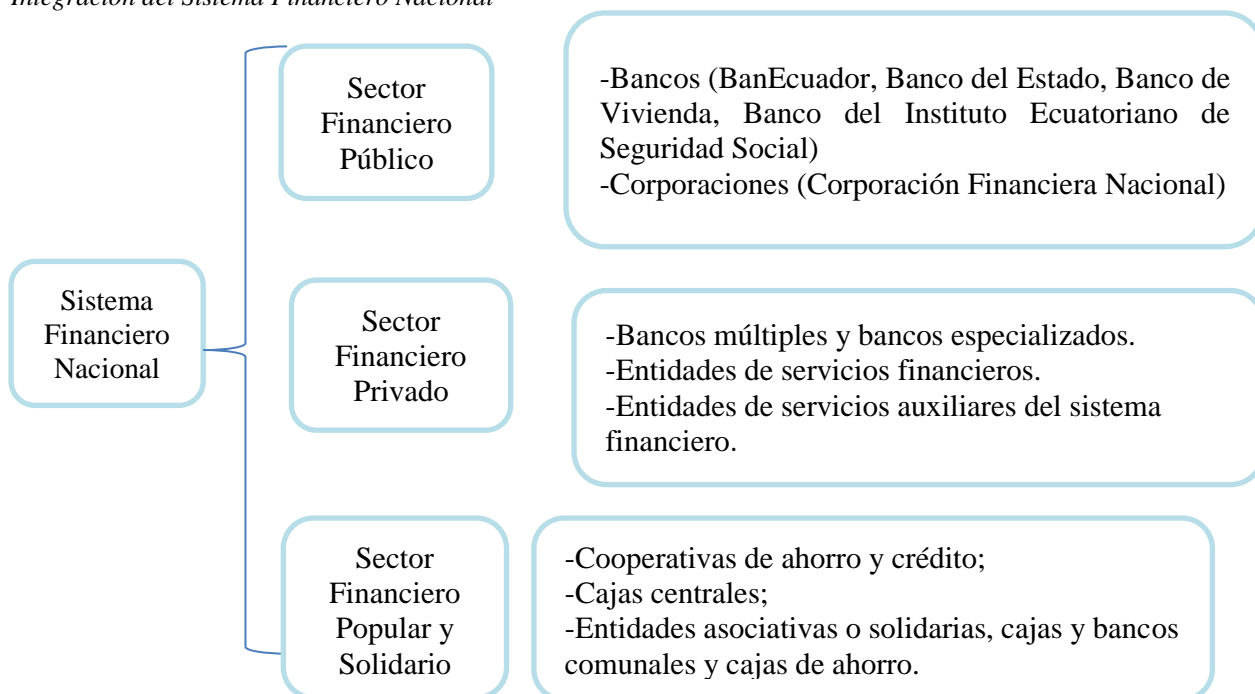 Integración del Sistema Financiero Nacional
Sector
Financiero
Público
-Bancos (BanEcuador, Banco del Estado, Banco de
Vivienda, Banco del Instituto Ecuatoriano de
Seguridad Social)
-Corporaciones (Corporación Financiera Nacional)
Sistema
Financiero
Nacional
Sector
Financiero
Privado
-Bancos múltiples y bancos especializados.
-Entidades de servicios financieros.
-Entidades de servicios auxiliares del sistema
financiero.
Sector
Financiero
Popular y
Solidario
-Cooperativas de ahorro y crédito;
-Cajas centrales;
-Entidades asociativas o solidarias, cajas y bancos
comunales y cajas de ahorro.